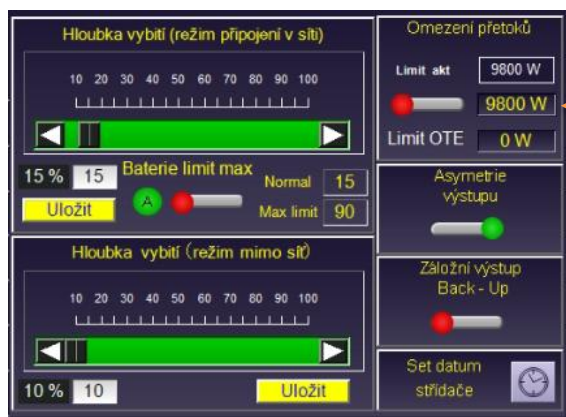 Hloubka vybití (režim připojení v síti)
10 20 30 40 50 60 70 80 90 100
15 % 15
Uložit
Baterie limit max
A
Normal 15
Max limit 90
Hloubka vybití (režim mimo síť)
10 20 30 40 50 60 70 80 90 100
10 % 10
Uložit
Omezení přetoků
Limit akt 9800 W
9800 W
Limit OTE 0 W
Asymetrie
výstupu
Záložní výstup
Back - Up
Set datum
střídače